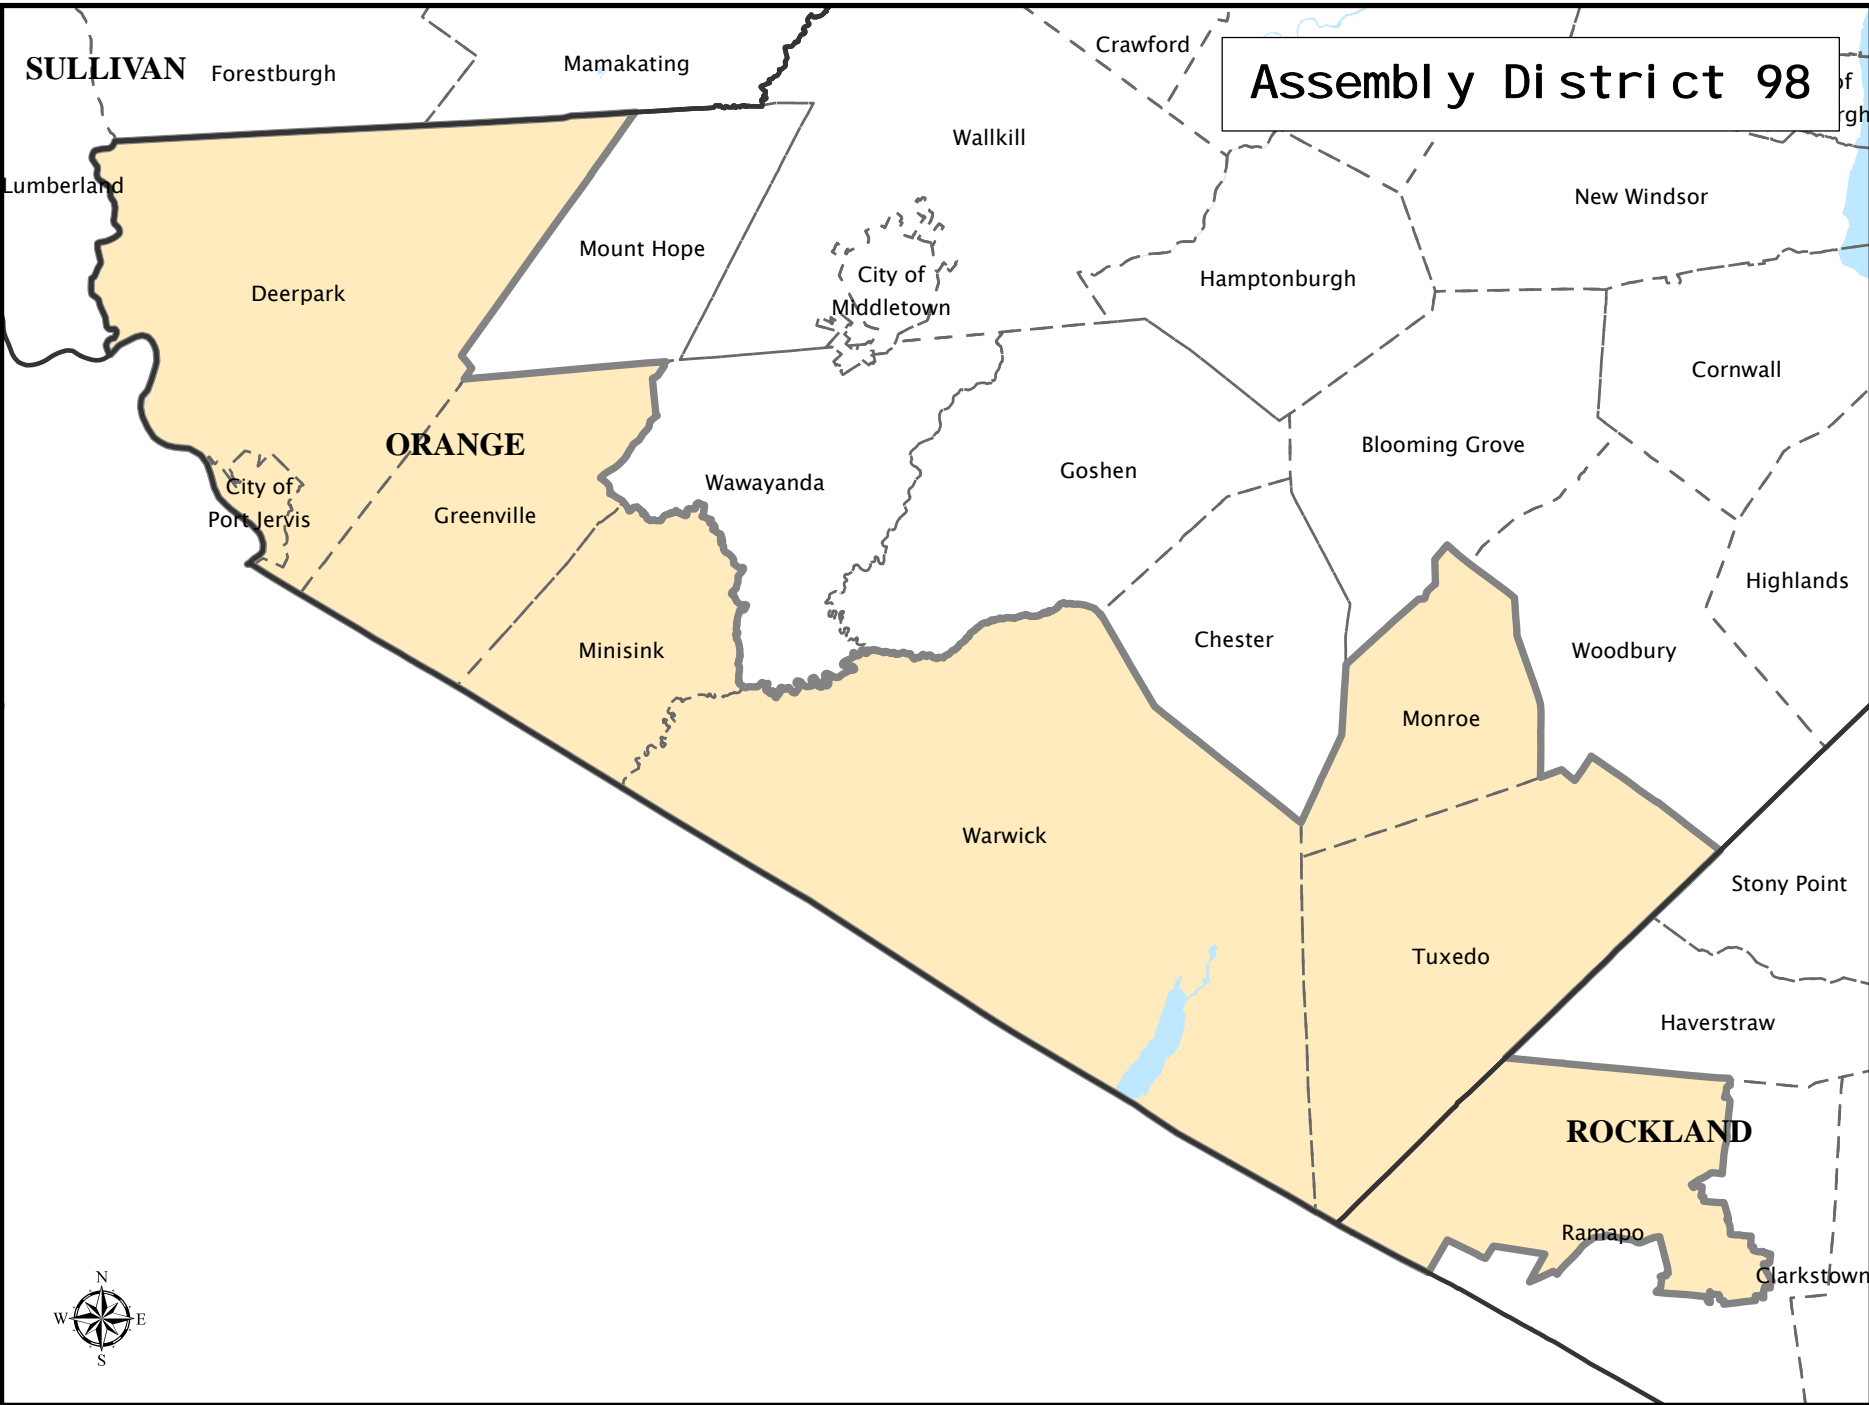 Assembly District 98
SULLIVAN
Forestburgh
Mamakating
Crawford
of
Wallkill
Lumberland
New Windsor
Mount Hope
City of
Middletown
Hamptonburgh
Deerpark
Cornwall
ORANGE
Blooming Grove
Goshen
Wawayanda
City of
Port Jervis
Greenville
Highlands
Chester
Minisink
Woodbury
Monroe
Warwick
Stony Point
Tuxedo
Haverstraw
ROCKLAND
Ramapo
Clarkstown
N
W
E
S